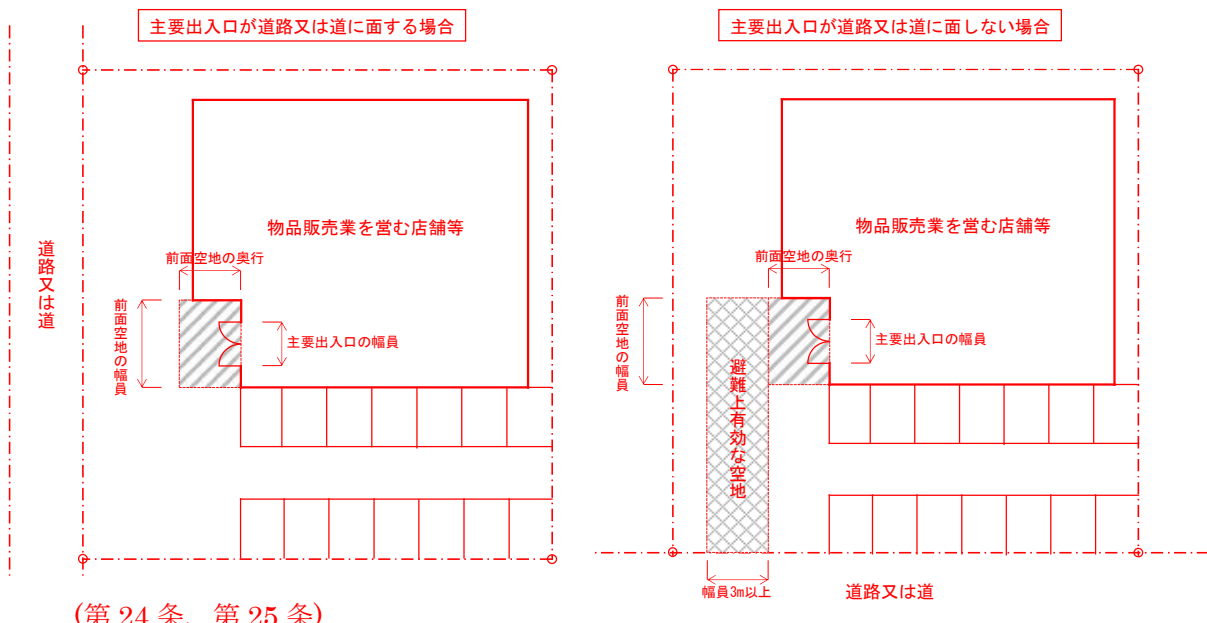 主要出入口が道路又は道に面する場合
物品販売業を営む店舗等
前面空地の奥行
道路又は道
前面空地の幅員
主要出入口の幅員
主要出入口が道路又は道に面しない場合
物品販売業を営む店舗等
前面空地の奥行
前面空地の幅員
主要出入口の幅員
避難上有効な空地
幅員3m以上
道路又は道
(第 24 条、第 25 条)